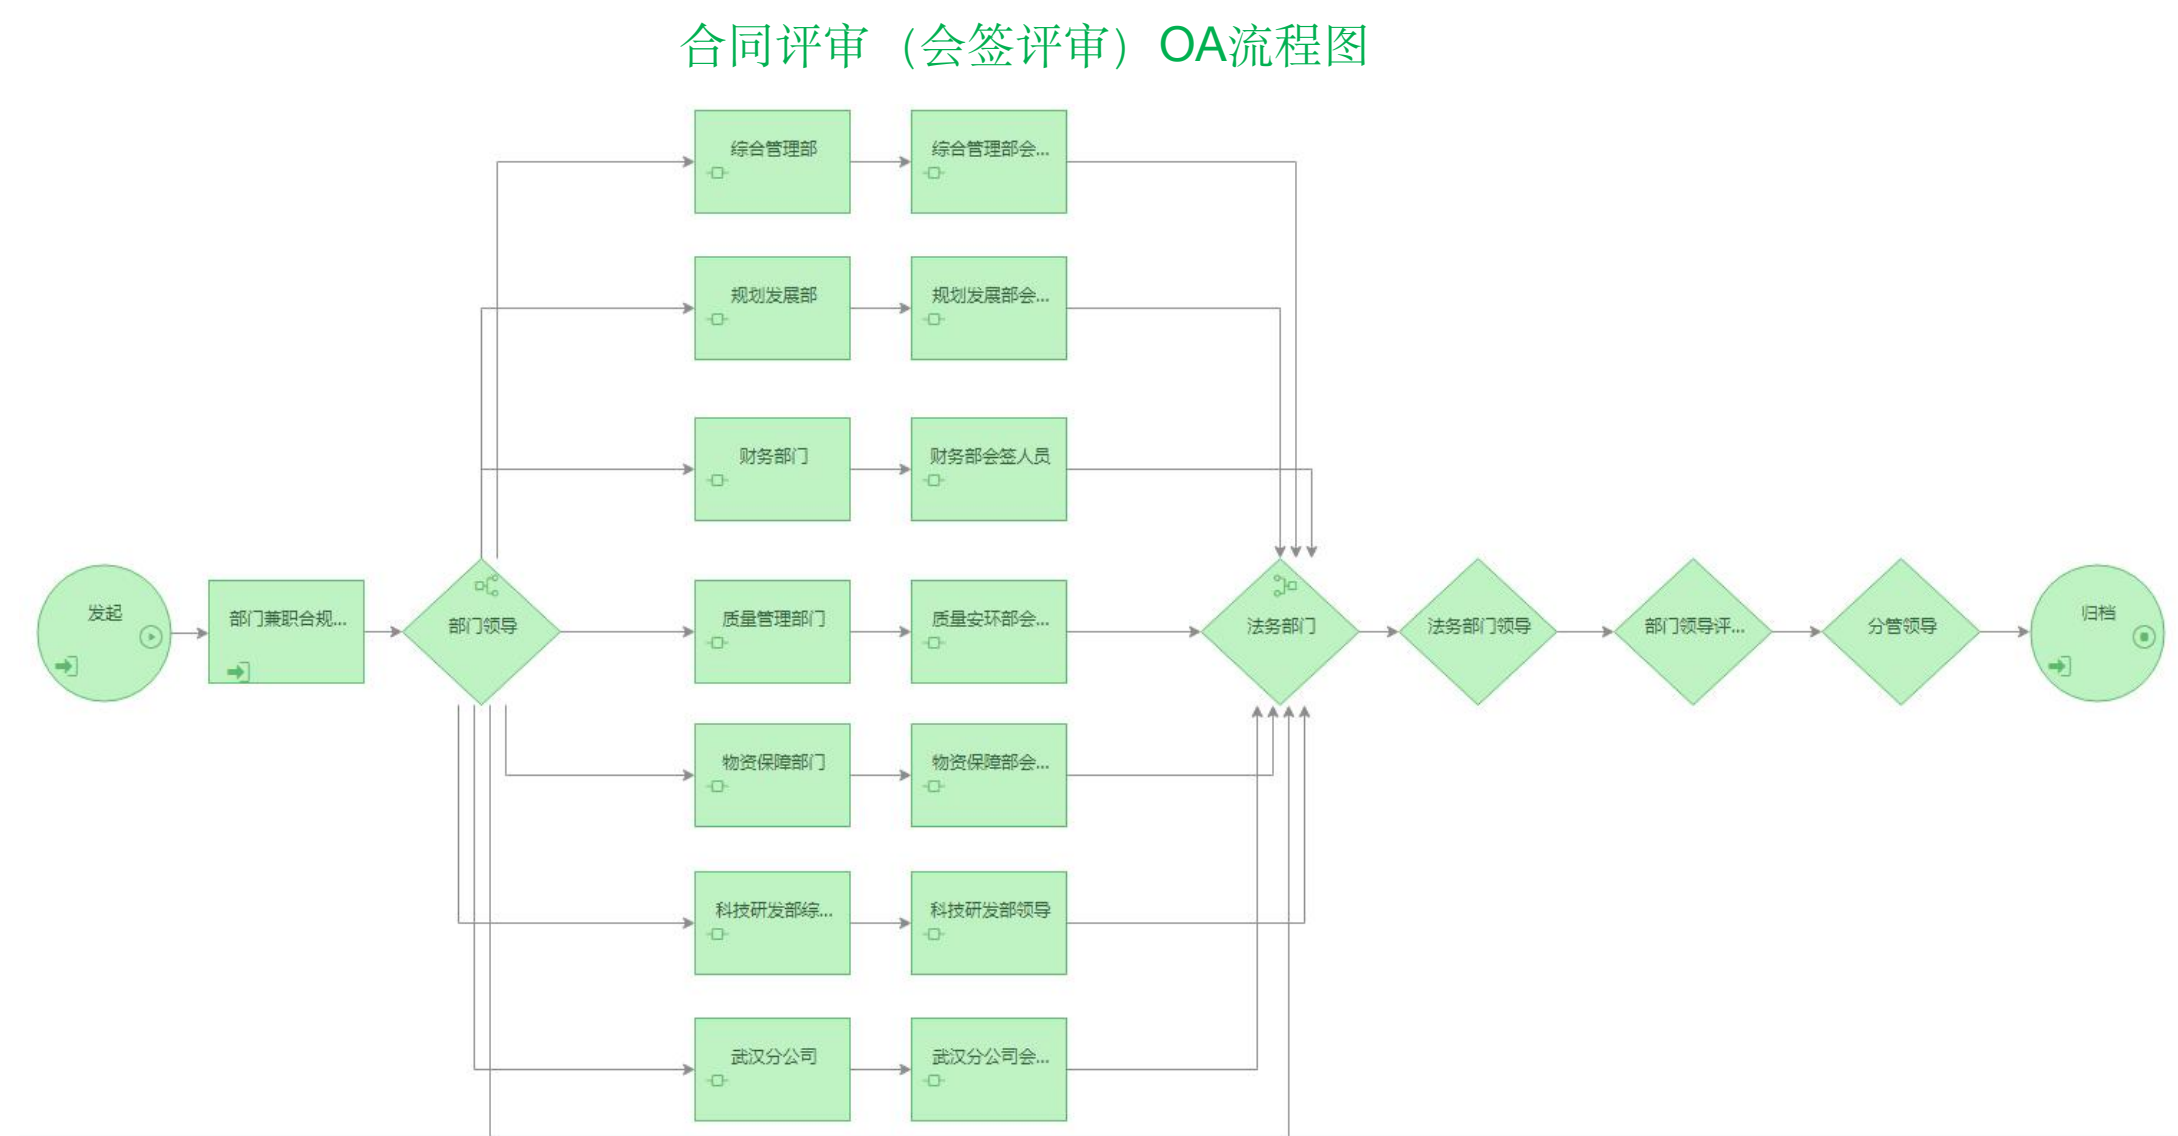 合同评审（会签评审）OA流程图
综合管理部
综合管理部会...
规划发展部
规划发展部会...
财务部门
财务部会签人员
发起
部门兼职合规...
部门领导
质量管理部门
质量安环部会...
法务部门
法务部门领导
部门领导评...
分管领导
归档
物资保障部门
物资保障部会...
科技研发部综...
科技研发部领导
武汉分公司
武汉分公司会...